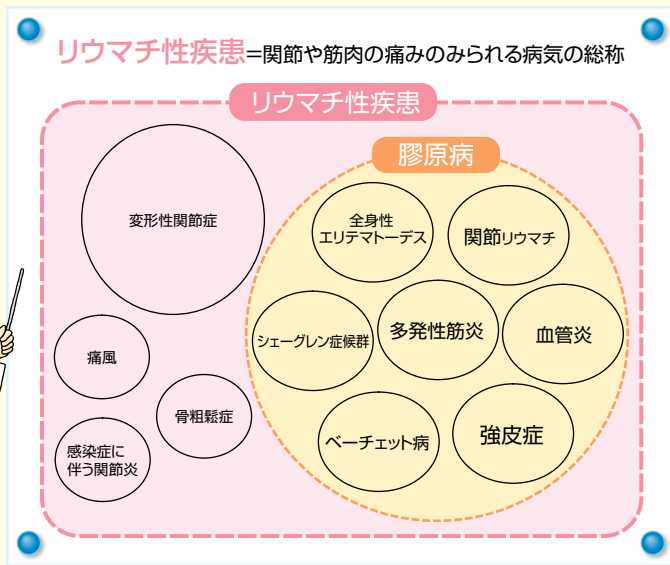 リウマチ性疾患=関節や筋肉の痛みのみられる病気の総称
リウマチ性疾患
膠原病
変形性関節症
全身性
エリテマトーデス
関節リウマチ
シェーグレン症候群
多発性筋炎
血管炎
痛風
骨粗鬆症
感染症に
伴う関節炎
ベーチェット病
強皮症